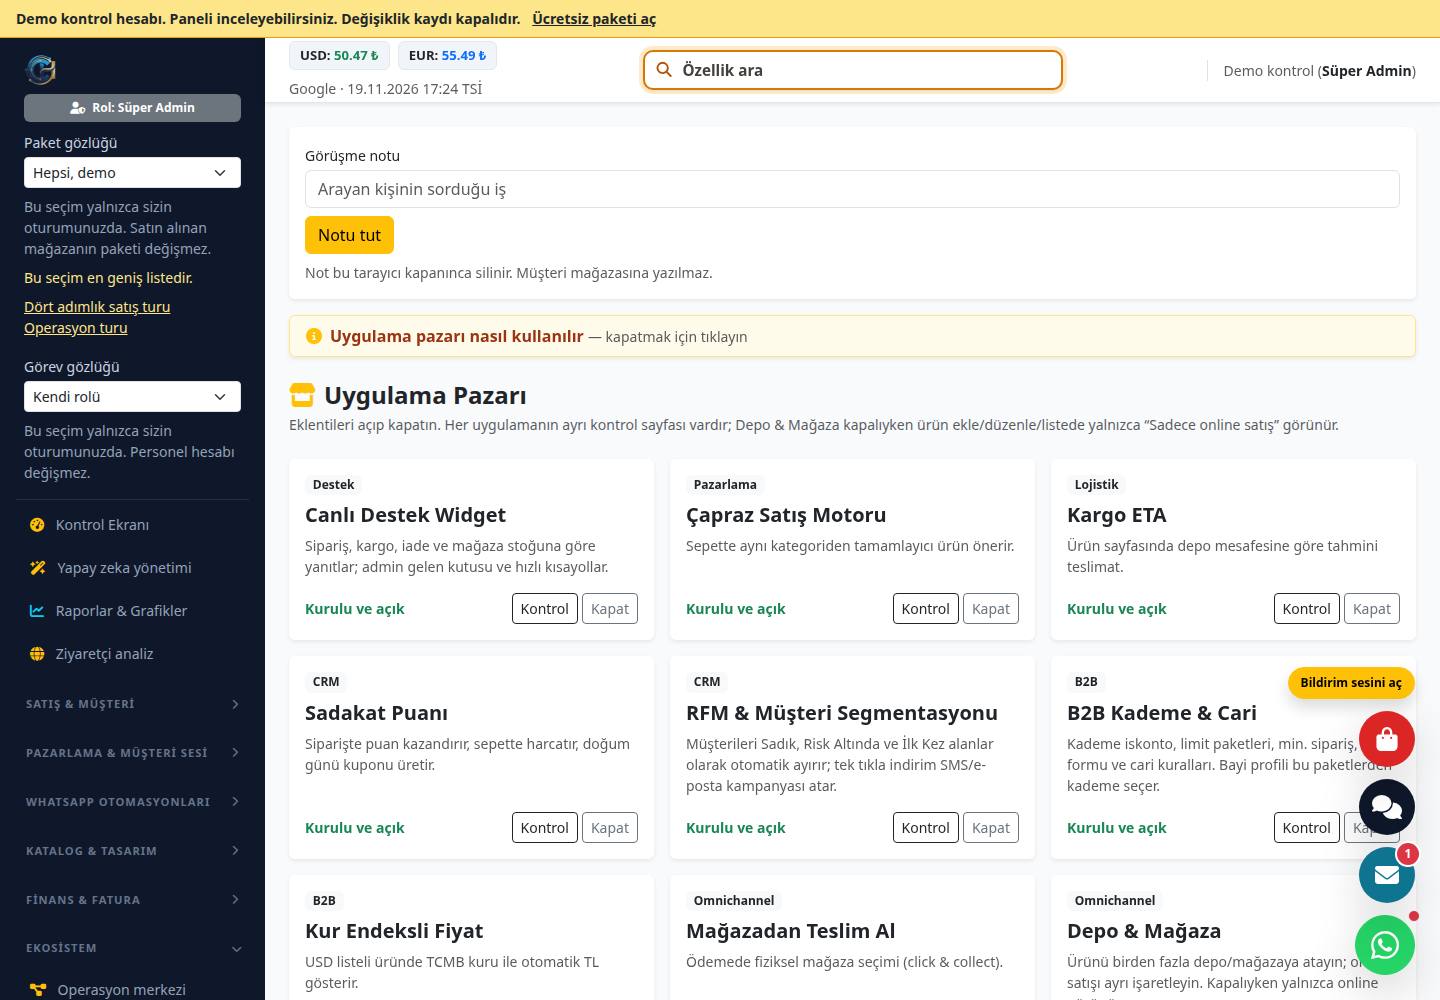 Demo kontrol hesabı. Paneli inceleyebilirsiniz. Değişiklik kaydı kapalıdır. Ücretsiz paketi aç
USD: 50.47 ₺ EUR: 55.49 ₺
Google · 19.11.2026 17:24 TSİ
Özellik ara
Demo kontrol (Süper Admin)
Rol: Süper Admin
Paket gözlüğü
Hepsi, demo
Bu seçim yalnızca sizin
oturumunuzda. Satın alınan
mağazanın paketi değişmez.
Bu seçim en geniş listedir.
Dört adımlık satış turu
Operasyon turu
Görev gözlüğü
Kendi rolü
Bu seçim yalnızca sizin
oturumunuzda. Personel hesabı
değişmez.
Kontrol Ekranı
Yapay zeka yönetimi
Raporlar & Grafikler
Ziyaretçi analiz
SATIŞ & MÜŞTERİ
PAZARLAMA & MÜŞTERİ SESİ
WHATSAPP OTOMASYONLARI
KATALOG & TASARIM
FİNANS & FATURA
EKOSİSTEM
Operasyon merkezi
Görüşme notu
Arayan kişinin sorduğu iş
Notu tut
Not bu tarayıcı kapanınca silinir. Müşteri mağazasına yazılmaz.
Uygulama pazarı nasıl kullanılır — kapatmak için tıklayın
Uygulama Pazarı
Eklentileri açıp kapatın. Her uygulamanın ayrı kontrol sayfası vardır; Depo & Mağaza kapalıyken ürün ekle/düzenle/listede yalnızca “Sadece online satış” görünür.
Destek
Canlı Destek Widget
Sipariş, kargo, iade ve mağaza stoğuna göre
yanıtlar; admin gelen kutusu ve hızlı kısayollar.
Kurulu ve açık Kontrol Kapat
Pazarlama
Çapraz Satış Motoru
Sepette aynı kategoriden tamamlayıcı ürün önerir.
Kurulu ve açık Kontrol Kapat
Lojistik
Kargo ETA
Ürün sayfasında depo mesafesine göre tahmini
teslimat.
Kurulu ve açık Kontrol Kapat
CRM
Sadakat Puanı
Siparişte puan kazandırır, sepette harcatır, doğum
günü kuponu üretir.
Kurulu ve açık Kontrol Kapat
CRM
RFM & Müşteri Segmentasyonu
Müşterileri Sadık, Risk Altında ve İlk Kez alanlar
olarak otomatik ayırır; tek tıkla indirim SMS/e-
posta kampanyası atar.
Kurulu ve açık Kontrol Kapat
B2B
Bildirim sesini aç
B2B Kademe & Cari
Kademe iskonto, limit paketleri, min. sipariş,
formu ve cari kuralları. Bayi profili bu paketlerden
kademe seçer.
Kurulu ve açık Kontrol
1
B2B
Kur Endeksli Fiyat
USD listeli üründe TCMB kuru ile otomatik TL
gösterir.
Omnichannel
Mağazadan Teslim Al
Ödemede fiziksel mağaza seçimi (click & collect).
Omnichannel
Depo & Mağaza
Ürünü birden fazla depo/mağazaya atayın;
satışı ayrı işaretleyin. Kapalıyken yalnızca online